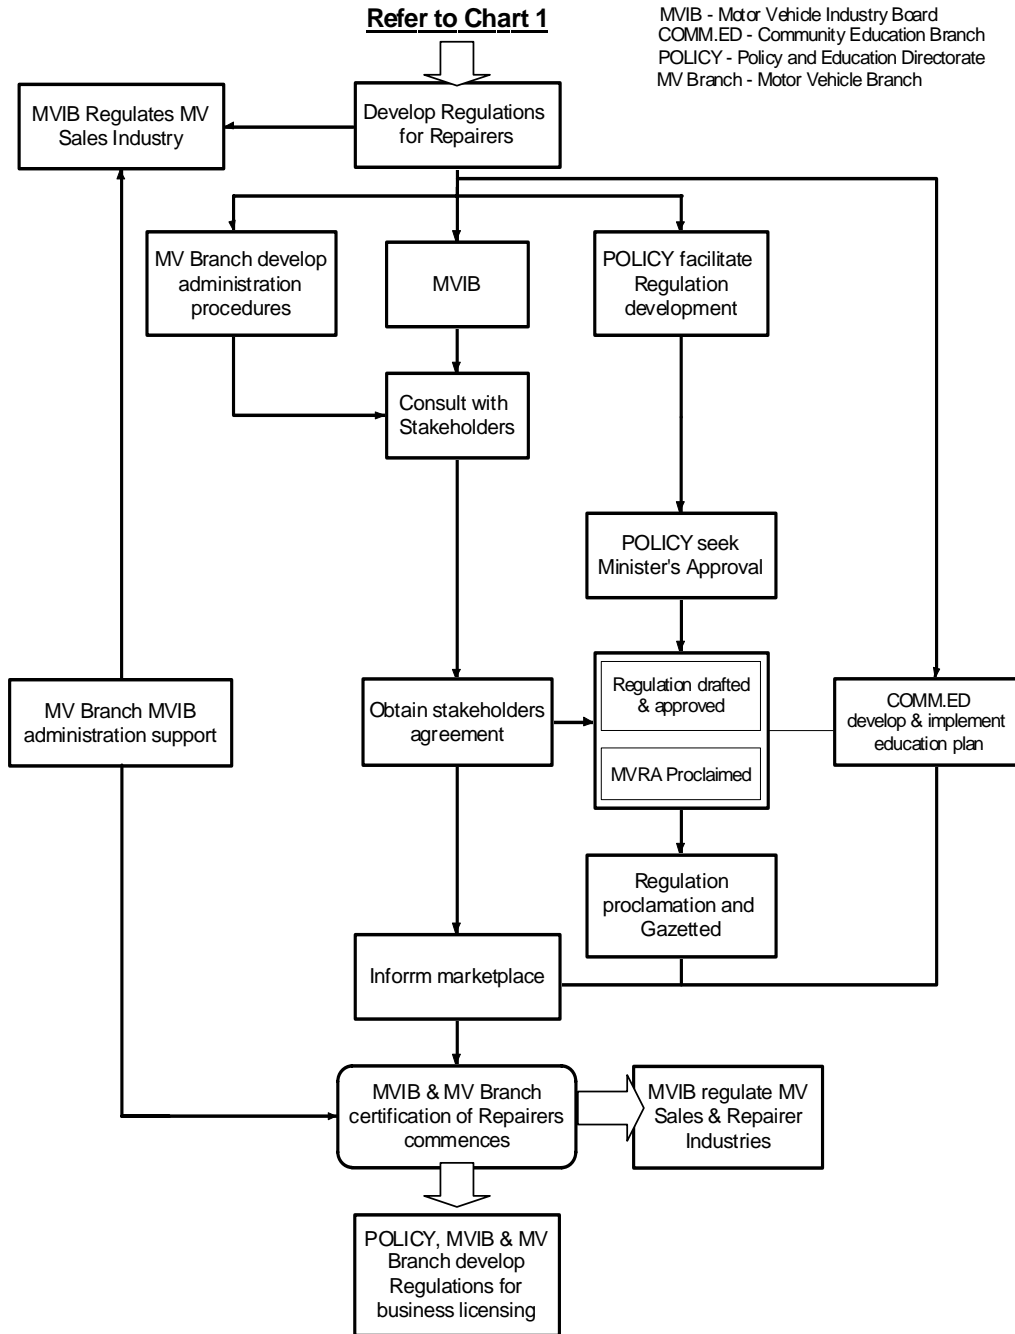 Refer to Chart 1
MVIB - Motor Vehicle Industry Board
COMM.ED - Community Education Branch
POLICY - Policy and Education Directorate
MV Branch - Motor Vehicle Branch
MVIB Regulates MV
Sales Industry
Develop Regulations
for Repairers
MV Branch develop
administration
procedures
MVIB
POLICY facilitate
Regulation
development
Consult with
Stakeholders
POLICY seek
Minister's Approval
MV Branch MVIB
administration support
Obtain stakeholders
agreement
Regulation drafted
& approved
MVRA Proclaimed
COMM.ED
develop & implement
education plan
Regulation
proclamation and
Gazetted
Inforrm marketplace
MVIB & MV Branch
certification of Repairers
commences
MVIB regulate MV
Sales & Repairer
Industries
POLICY, MVIB & MV
Branch develop
Regulations for
business licensing